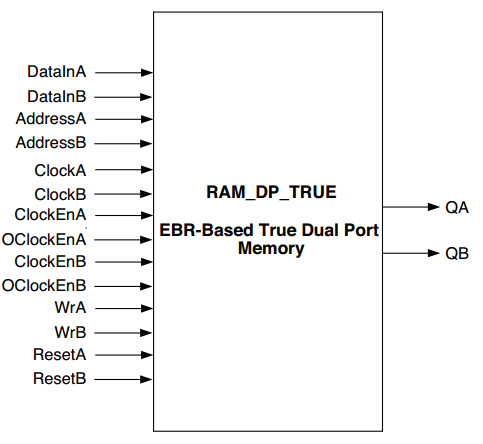 DataInA
DataInB
AddressA
AddressB
ClockA
ClockB
ClockEnA
OClockEnA
ClockEnB
OClockEnB
WrA
WrB
ResetA
ResetB
RAM_DP_TRUE
EBR-Based True Dual Port
Memory
QA
QB